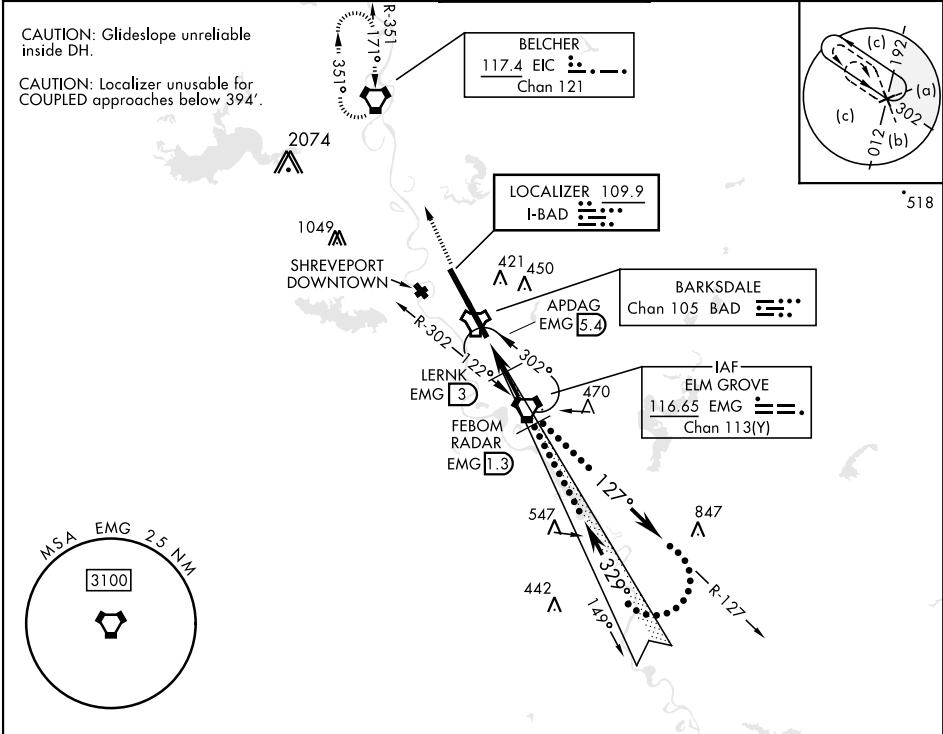 CAUTION: Glideslope unreliable
inside DH.
CAUTION: Localizer unusable for
COUPLED approaches below 394'.
R-351
171°
351°
BELCHER
117.4 EIC
Chan 121
(c)
192
(a)
302
(c)
(b)
012
518
2074
LOCALIZER 109.9
I-BAD
1049
SHREVEPORT
DOWNTOWN
421
450
BARKSDALE
Chan 105 BAD
APDAG
EMG 5.4
R-302
122°
302°
LERNK
EMG 3
470
IAF
ELM GROVE
116.65 EMG
Chan 113(Y)
FEBOM
RADAR
EMG 1.3
127°
547
847
329°
442
149°
R-127
MSA EMG 25 NM
3100